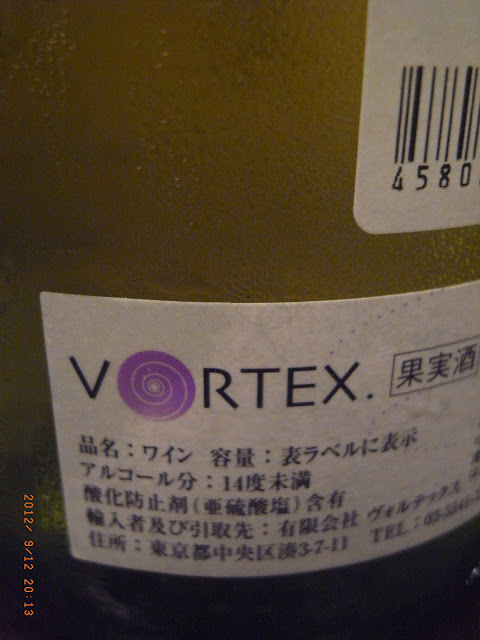 4580
VORTEX.
果実酒
品名：ワイン 容量：表ラベルに表示
アルコール分：14度未満
酸化防止剤(亜硫酸塩)含有
輸入者及び引取先：有限会社 ヴォルテックス
住所：東京都中央区湊3-7-11 TEL：03-5541-
2012/ 9/12 20:13